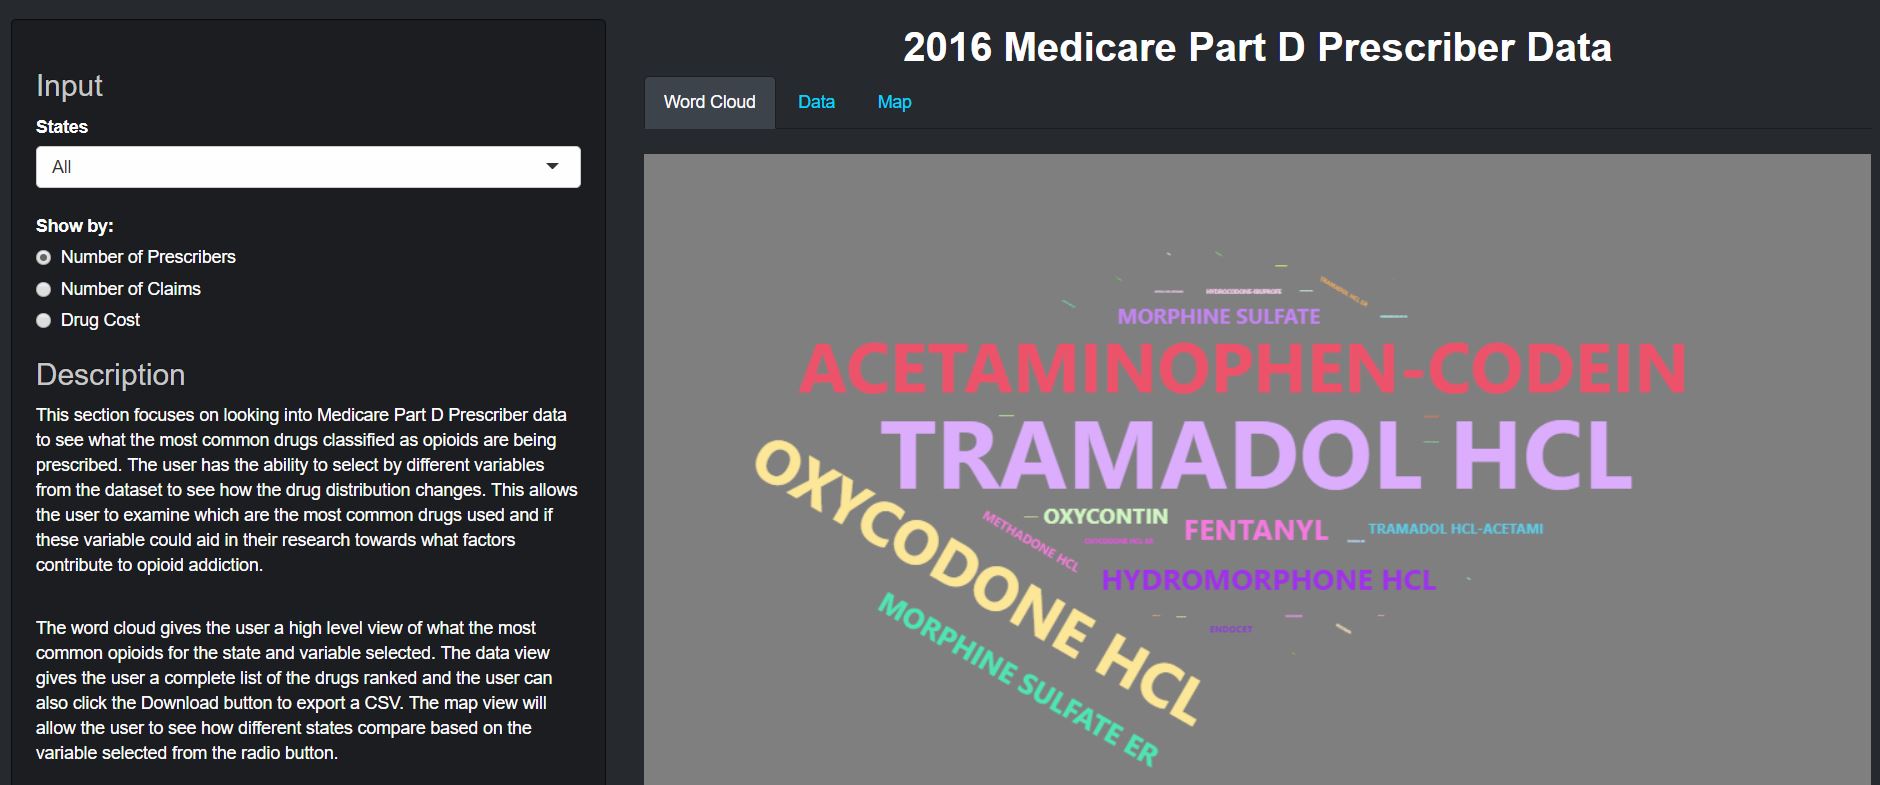 2016 Medicare Part D Prescriber Data
Input
States
All
Show by:
Number of Prescribers
Number of Claims
Drug Cost
Description
This section focuses on looking into Medicare Part D Prescriber data
to see what the most common drugs classified as opioids are being
prescribed. The user has the ability to select by different variables
from the dataset to see how the drug distribution changes. This allows
the user to examine which are the most common drugs used and if
these variable could aid in their research towards what factors
contribute to opioid addiction.
The word cloud gives the user a high level view of what the most
common opioids for the state and variable selected. The data view
gives the user a complete list of the drugs ranked and the user can
also click the Download button to export a CSV. The map view will
allow the user to see how different states compare based on the
variable selected from the radio button.
Word Cloud
Data
Map
TRAMADOL HCL ER
HYDROCODONE-IBUPROFE
MORPHINE SULFATE
ACETAMINOPHEN-CODEIN
TRAMADOL HCL
OXYCODONE HCL
OXYCONTIN
METHADONE HCL
FENTANYL
TRAMADOL HCL-ACETAMI
OXYCODONE HCL ER
HYDROMORPHONE HCL
MORPHINE SULFATE ER
ENDOCET